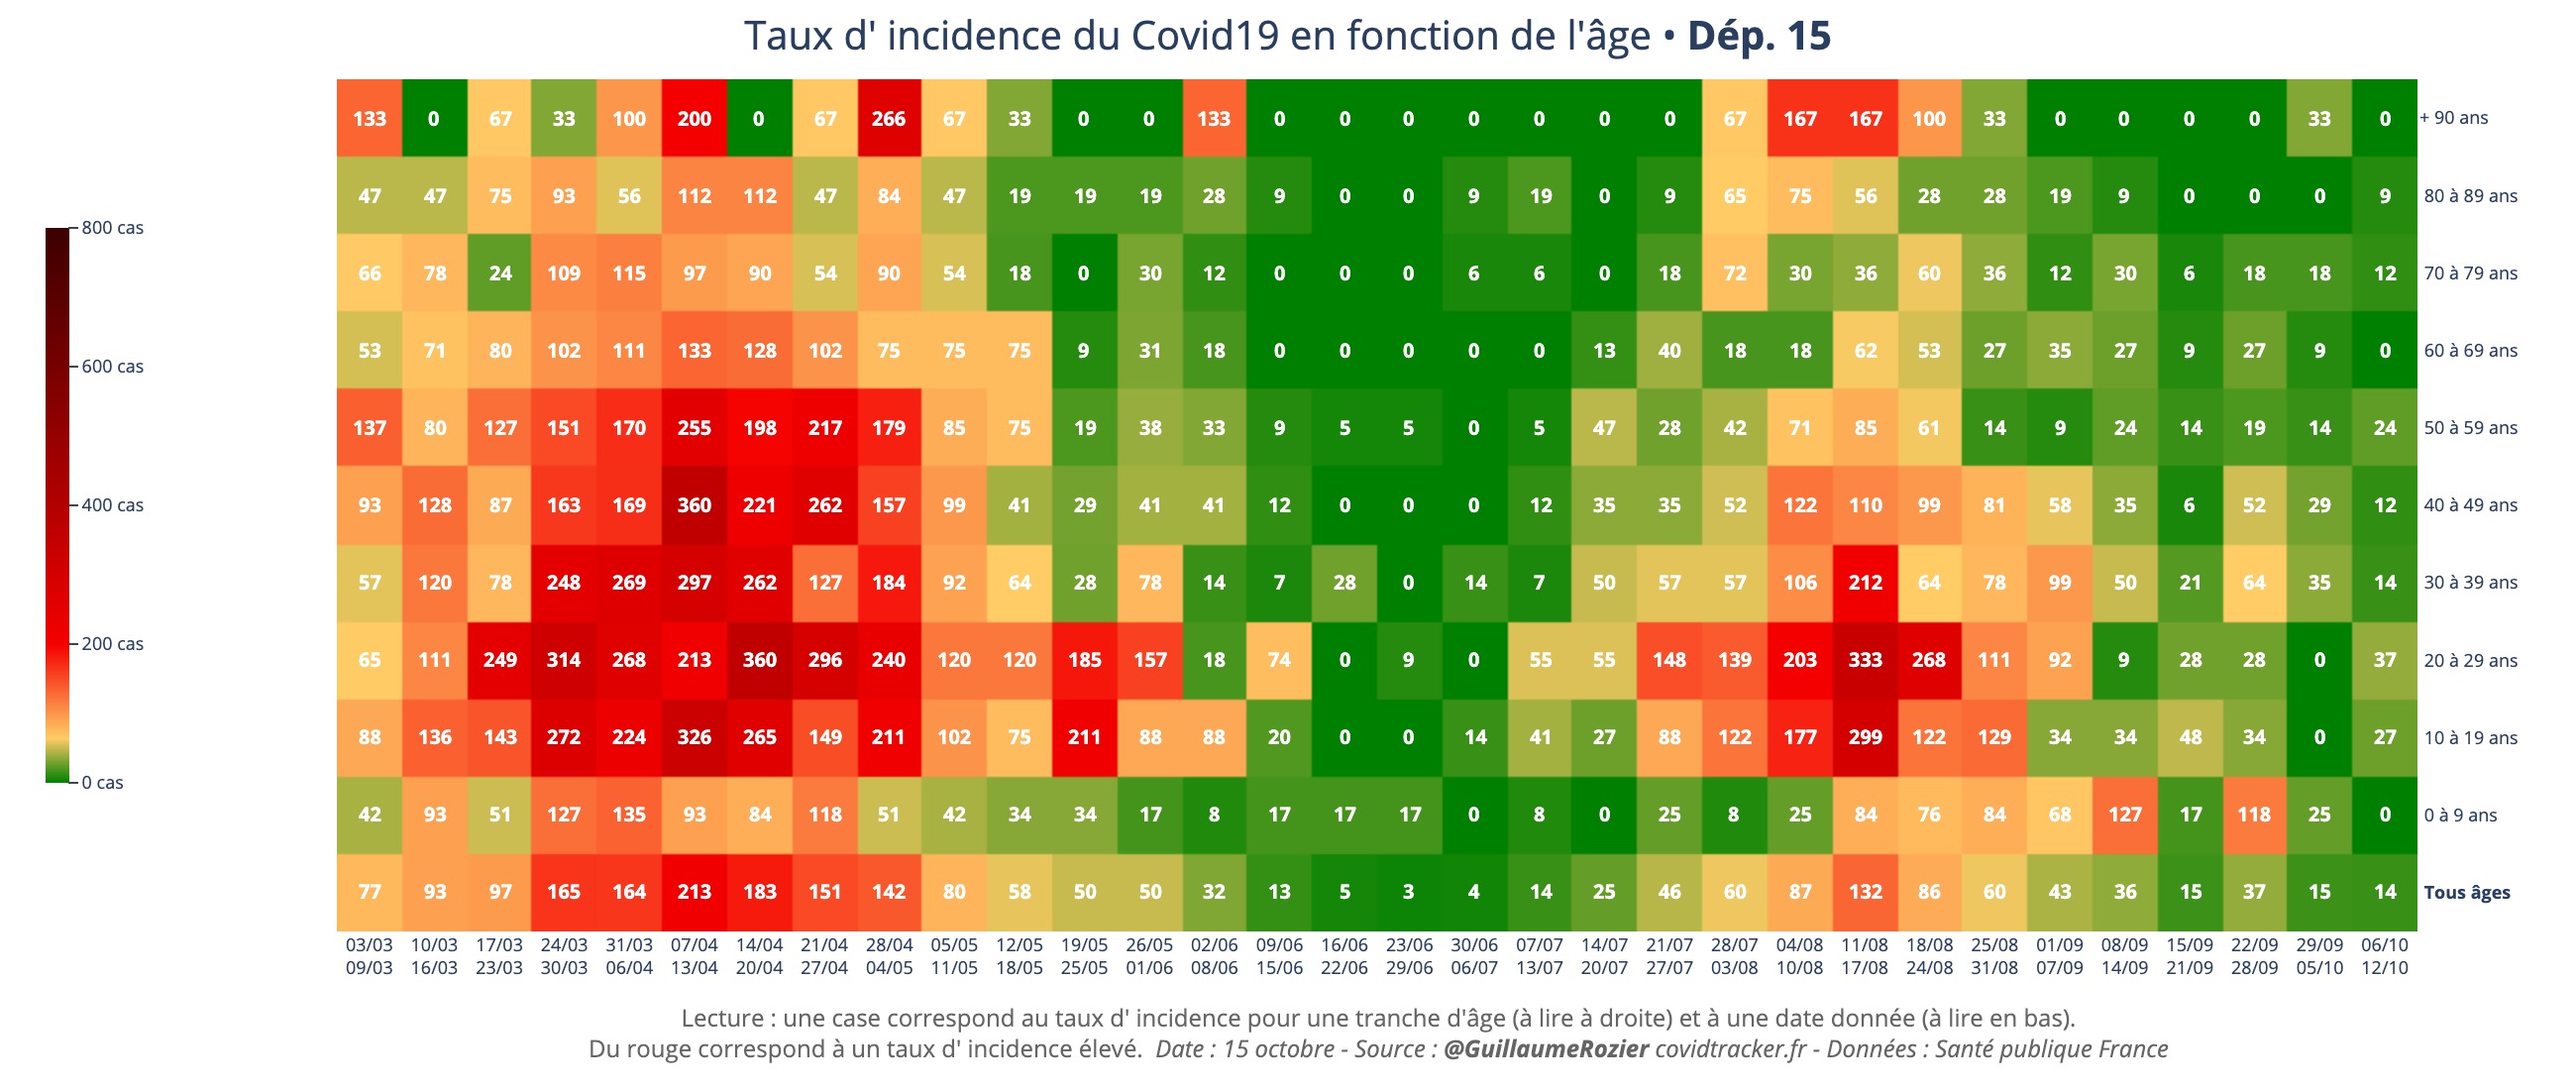 Taux d' incidence du Covid19 en fonction de l'âge • Dép. 15
800 cas
600 cas
400 cas
200 cas
0 cas
133 0 67 33 100 200 0 67 266 67 33 0 0 133 0 0 0 0 0 0 0 67 167 167 100 33 0 0 0 0 33 0 + 90 ans
47 47 75 93 56 112 112 47 84 47 19 19 19 28 9 0 0 9 19 0 9 65 75 56 28 28 19 9 0 0 0 9 80 à 89 ans
66 78 24 109 115 97 90 54 90 54 18 0 30 12 0 0 0 6 6 0 18 72 30 36 60 36 12 30 6 18 18 12 70 à 79 ans
53 71 80 102 111 133 128 102 75 75 75 9 31 18 0 0 0 0 0 13 40 18 18 62 53 27 35 27 9 27 9 0 60 à 69 ans
137 80 127 151 170 255 198 217 179 85 75 19 38 33 9 5 5 0 5 47 28 42 71 85 61 14 9 24 14 19 14 24 50 à 59 ans
93 128 87 163 169 360 221 262 157 99 41 29 41 41 12 0 0 0 12 35 35 52 122 110 99 81 58 35 6 52 29 12 40 à 49 ans
57 120 78 248 269 297 262 127 184 92 64 28 78 14 7 28 0 14 7 50 57 57 106 212 64 78 99 50 21 64 35 14 30 à 39 ans
65 111 249 314 268 213 360 296 240 120 120 185 157 18 74 0 9 0 55 55 148 139 203 333 268 111 92 9 28 28 0 37 20 à 29 ans
88 136 143 272 224 326 265 149 211 102 75 211 88 88 20 0 0 14 41 27 88 122 177 299 122 129 34 34 48 34 0 27 10 à 19 ans
42 93 51 127 135 93 84 118 51 42 34 34 17 8 17 17 17 0 8 0 25 8 25 84 76 84 68 127 17 118 25 0 0 à 9 ans
77 93 97 165 164 213 183 151 142 80 58 50 50 32 13 5 3 4 14 25 46 60 87 132 86 60 43 36 15 37 15 14 Tous âges
03/03 10/03 17/03 24/03 31/03 07/04 14/04 21/04 28/04 05/05 12/05 19/05 26/05 02/06 09/06 16/06 23/06 30/06 07/07 14/07 21/07 28/07 04/08 11/08 18/08 25/08 01/09 08/09 15/09 22/09 29/09 06/10
09/03 16/03 23/03 30/03 06/04 13/04 20/04 27/04 04/05 11/05 18/05 25/05 01/06 08/06 15/06 22/06 29/06 06/07 13/07 20/07 27/07 03/08 10/08 17/08 24/08 31/08 07/09 14/09 21/09 28/09 05/10 12/10
Lecture : une case correspond au taux d' incidence pour une tranche d'âge (à lire à droite) et à une date donnée (à lire en bas).
Du rouge correspond à un taux d' incidence élevé. Date : 15 octobre - Source : @GuillaumeRozier covidtracker.fr - Données : Santé publique France